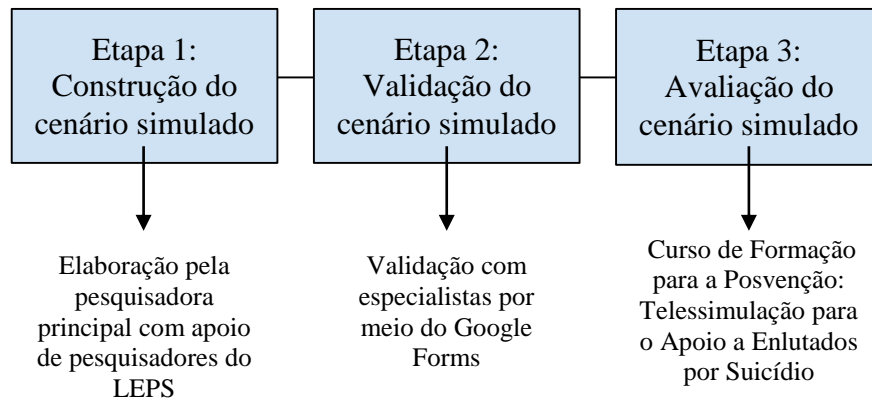 Etapa 1:
Construção do
cenário simulado
Etapa 2:
Validação do
cenário simulado
Etapa 3:
Avaliação do
cenário simulado
Elaboração pela
pesquisadora
principal com apoio
de pesquisadores do
LEPS
Validação com
especialistas por
meio do Google
Forms
Curso de Formação
para a Posvenção:
Telessimulação para
o Apoio a Enlutados
por Suicídio